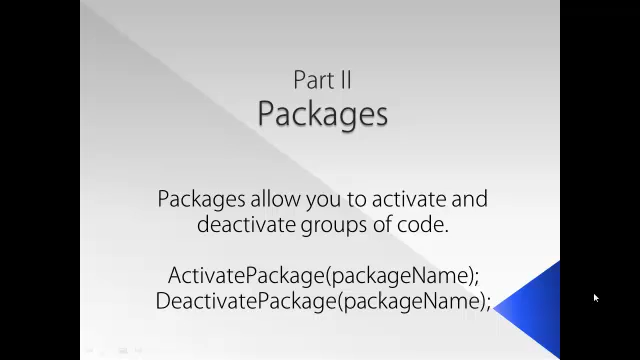 Part II
Packages
Packages allow you to activate and
deactivate groups of code.
ActivatePackage(packageName);
DeactivatePackage(packageName);